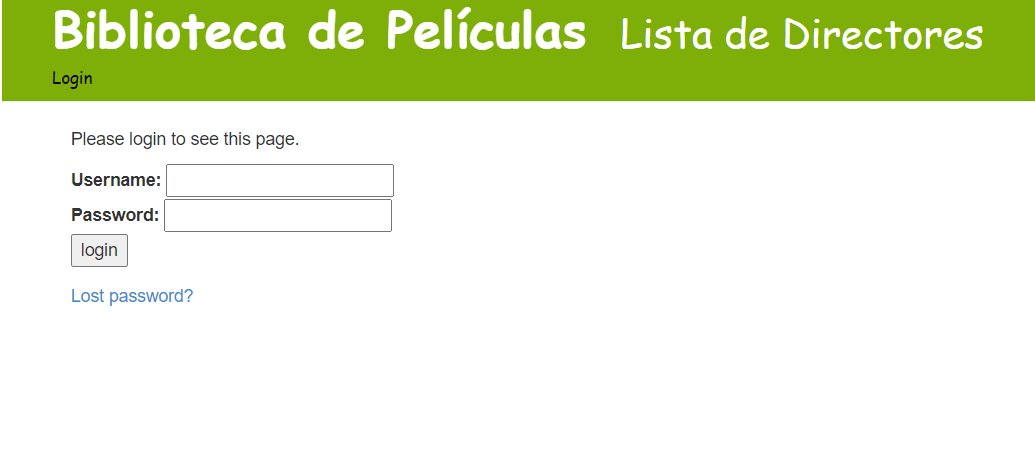 Biblioteca de Películas Lista de Directores
Login
Please login to see this page.
Username:
Password:
login
Lost password?